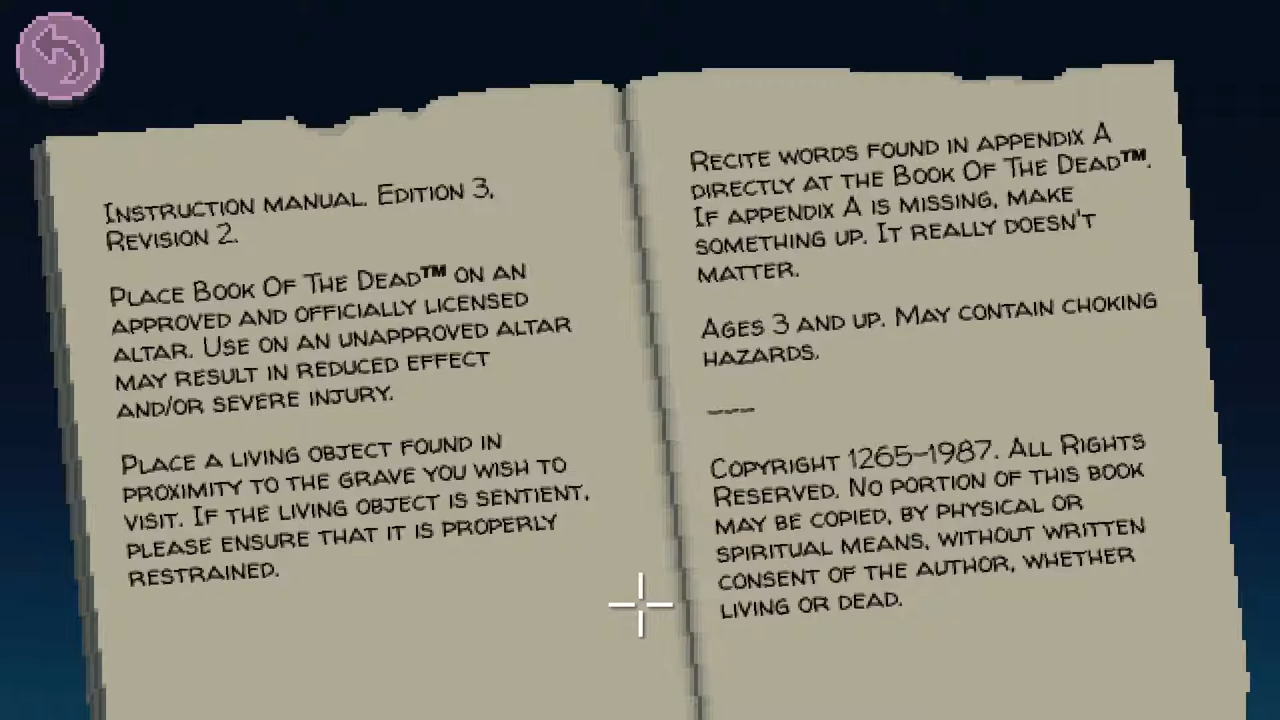 Instruction manual. Edition 3,
Revision 2.
Place Book Of The Dead™ on an
approved and officially licensed
altar. Use on an unapproved altar
may result in reduced effect
and/or severe injury.
Place a living object found in
proximity to the grave you wish to
visit. If the living object is sentient,
please ensure that it is properly
restrained.
Recite words found in appendix A
directly at the Book Of The Dead™.
If appendix A is missing, make
something up. It really doesn't
matter.
Ages 3 and up. May contain choking
hazards.
---
Copyright 1265-1987. All Rights
Reserved. No portion of this book
may be copied, by physical or
spiritual means, without written
consent of the author, whether
living or dead.